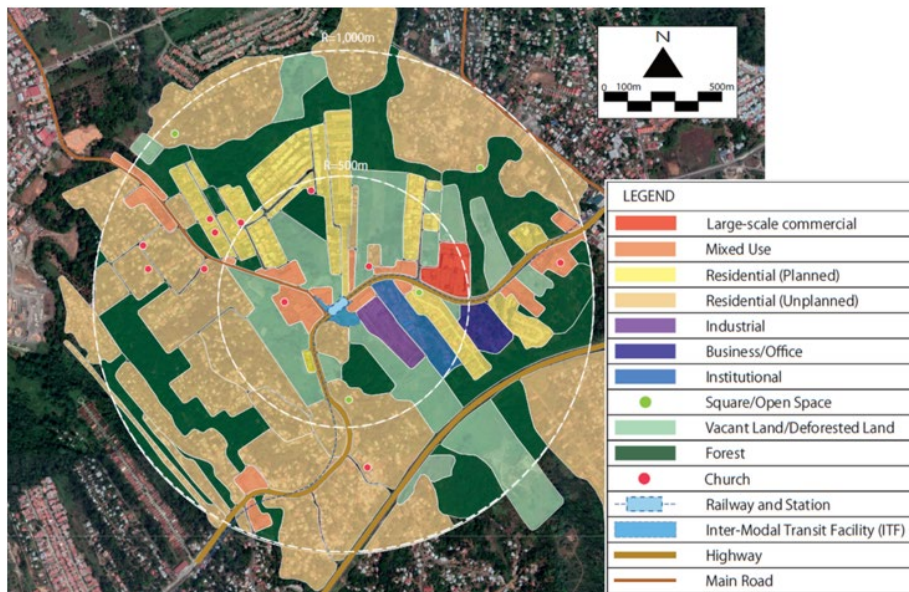 R=1,000m
N
0 100m 500m
R=500m
LEGEND
Large-scale commercial
Mixed Use
Residential (Planned)
Residential (Unplanned)
Industrial
Business/Office
Institutional
Square/Open Space
Vacant Land/Deforested Land
Forest
Church
Railway and Station
Inter-Modal Transit Facility (ITF)
Highway
Main Road